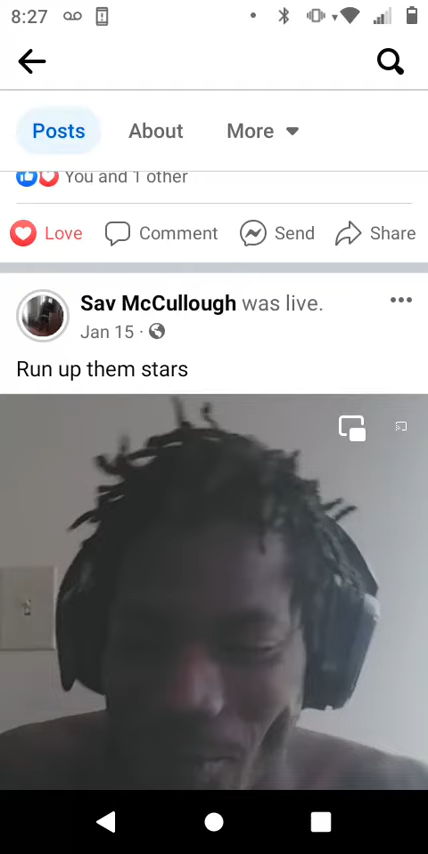 8:27
Posts About More
You and 1 other
Love Comment Send Share
Sav McCullough was live.
Jan 15 ·
Run up them stars